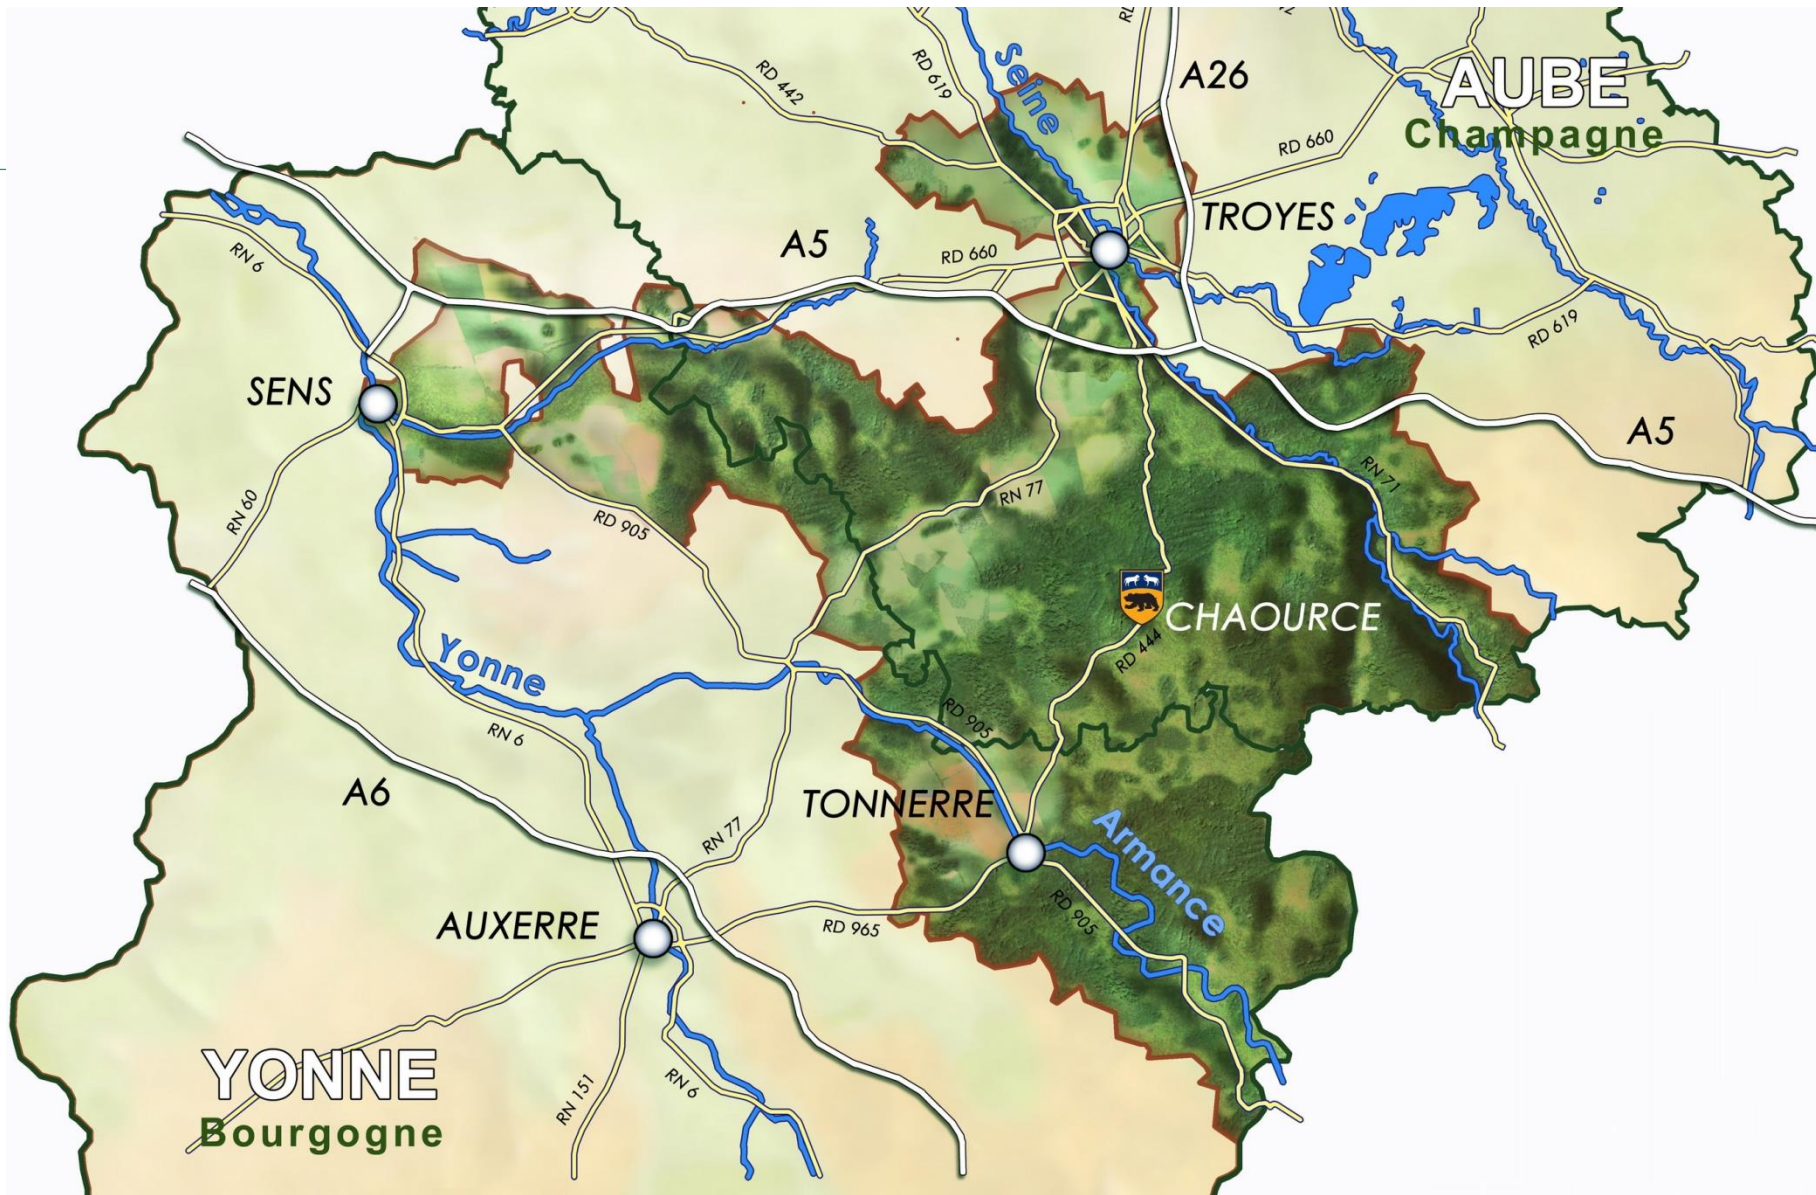 RD 442
RD 619
Seine
RL
A26
AUBE
Champagne
RD 660
TROYES
RN 6
A5
RD 660
RD 619
SENS
A5
RN 71
RN 60
RD 905
RN 77
CHAOURCE
RD 444
Yonne
RN 6
RD 905
A6
TONNERRE
RN 77
Armance
AUXERRE
RD 965
RD 905
YONNE
Bourgogne
RN 151
RN 6